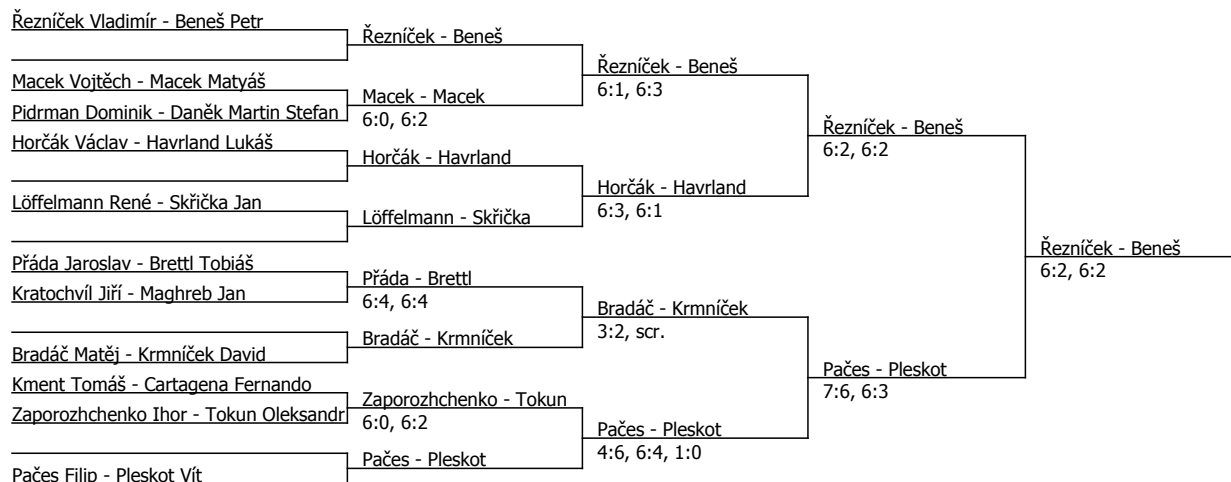 Řezníček Vladimír - Beneš Petr
Macek Vojtěch - Macek Matyáš
Pidrman Dominik - Daněk Martin Stefan
Horčák Václav - Havrland Lukáš
Löffelmann René - Skřička Jan
Přáda Jaroslav - Brettl Tobiáš
Kratochvíl Jiří - Maghreb Jan
Bradáč Matěj - Krmníček David
Kment Tomáš - Cartagena Fernando
Zaporozhchenko Ihor - Tokun Oleksandr
Pačes Filip - Pleskot Vít
Řezníček - Beneš
Macek - Macek
6:0, 6:2
Horčák - Havrland
Löffelmann - Skřička
Přáda - Brettl
6:4, 6:4
Bradáč - Krmníček
Zaporozhchenko - Tokun
6:0, 6:2
Pačes - Pleskot
Řezníček - Beneš
6:1, 6:3
Horčák - Havrland
6:3, 6:1
Bradáč - Krmníček
3:2, scr.
Pačes - Pleskot
4:6, 6:4, 1:0
Řezníček - Beneš
6:2, 6:2
Pačes - Pleskot
7:6, 6:3
Řezníček - Beneš
6:2, 6:2